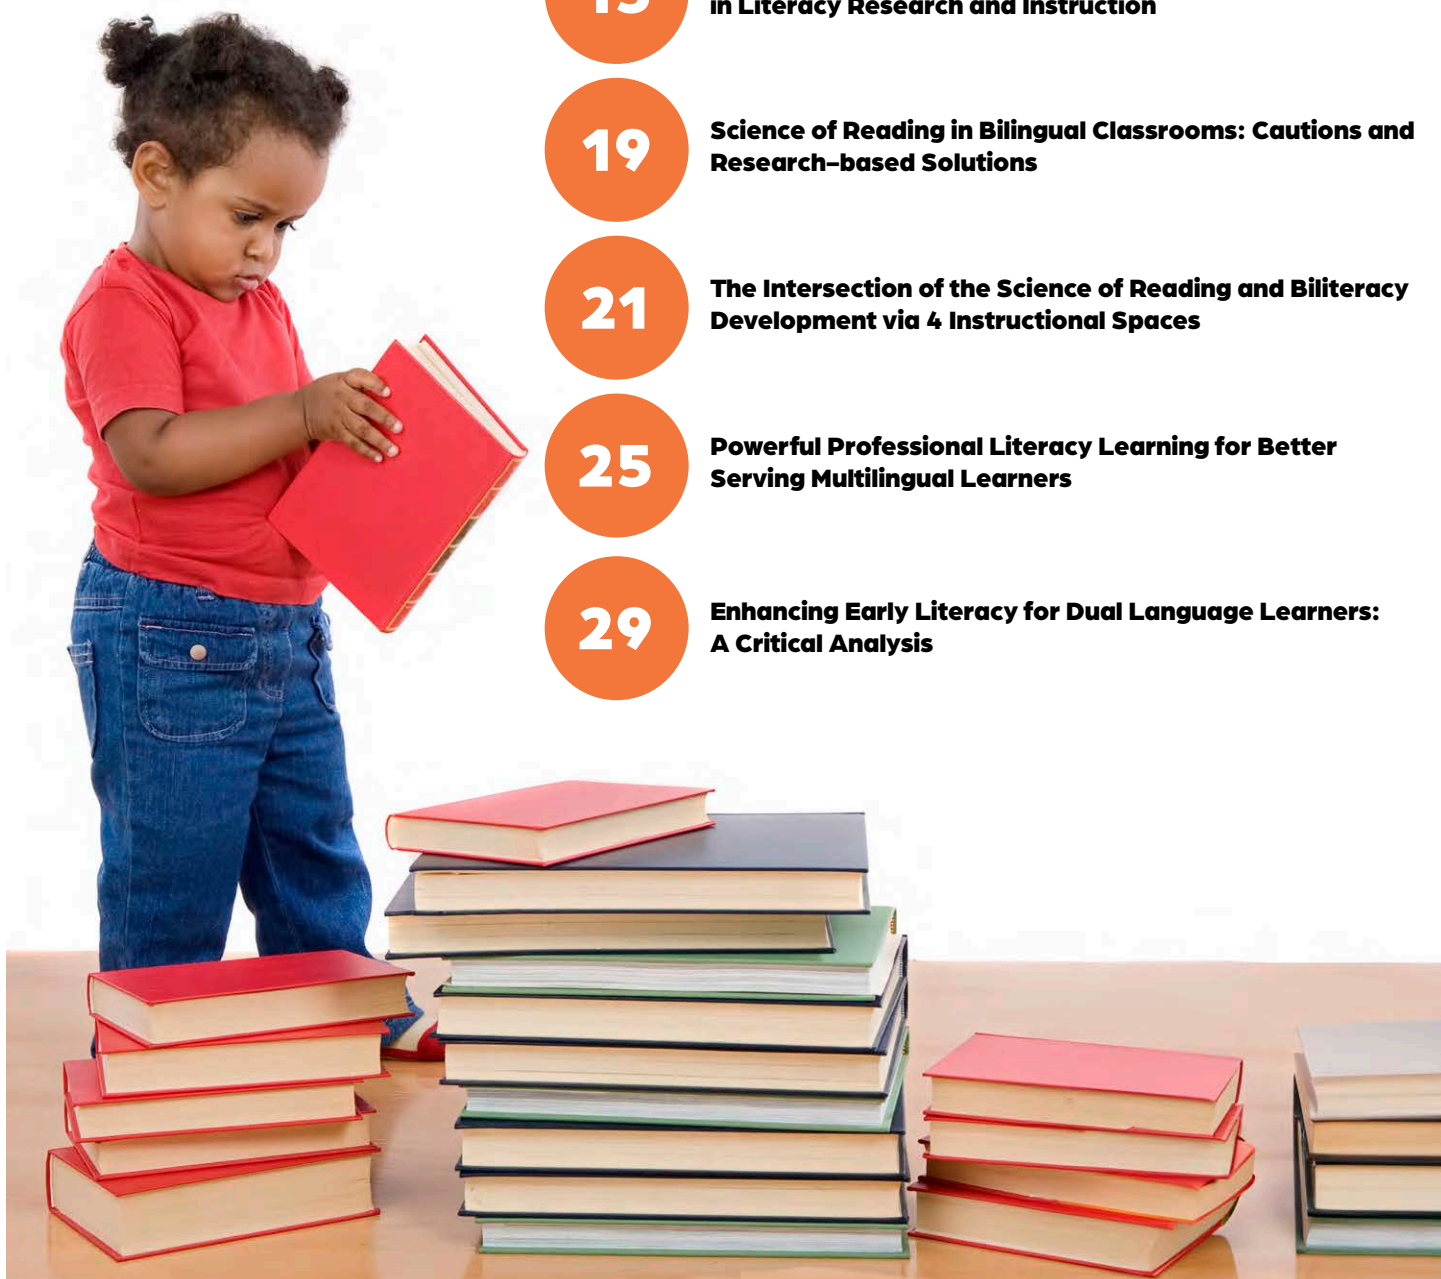 in Literacy Research and Instruction
19
Science of Reading in Bilingual Classrooms: Cautions and
Research-based Solutions
21
The Intersection of the Science of Reading and Biliteracy
Development via 4 Instructional Spaces
25
Powerful Professional Literacy Learning for Better
Serving Multilingual Learners
29
Enhancing Early Literacy for Dual Language Learners:
A Critical Analysis